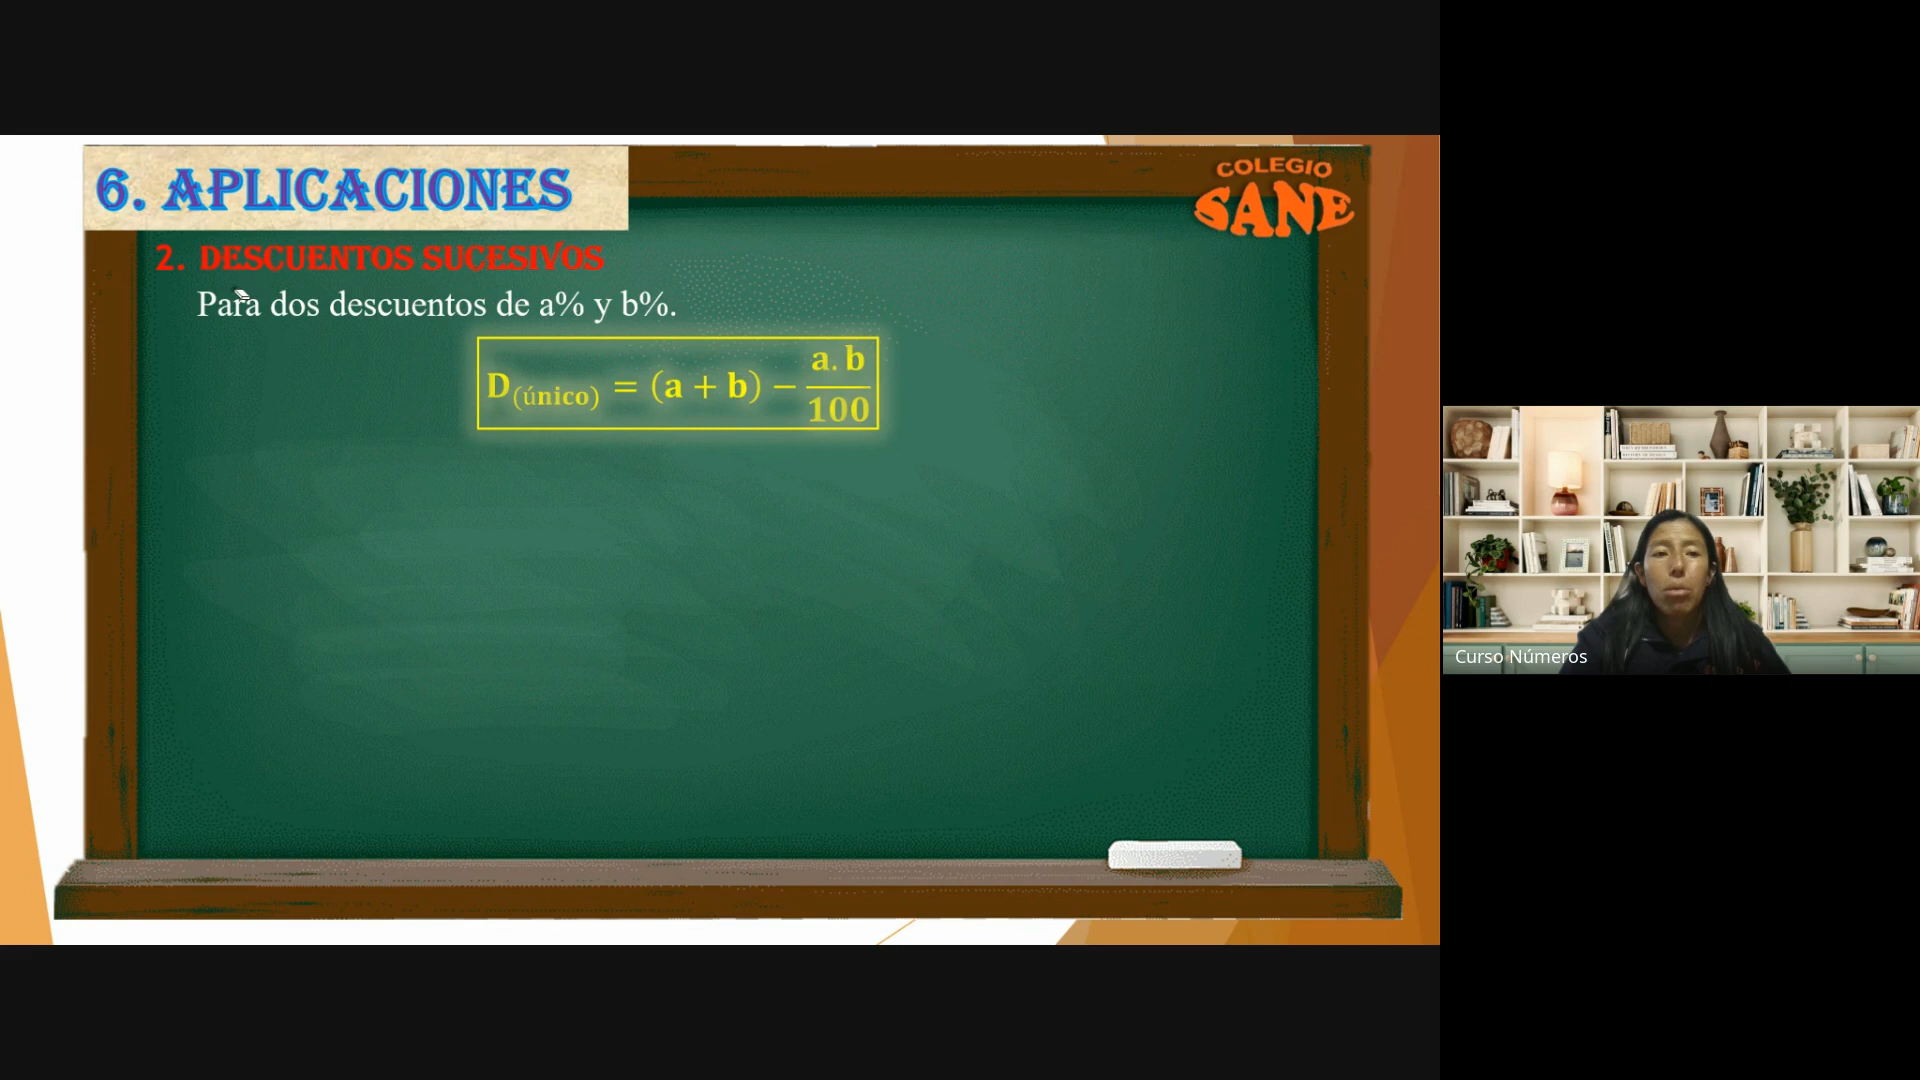 6. APLICACIONES
COLEGIO
SANE
2. DESCUENTOS SUCESIVOS
Para dos descuentos de a% y b%.
D(único) = (a + b) − a.b/100
Curso Números